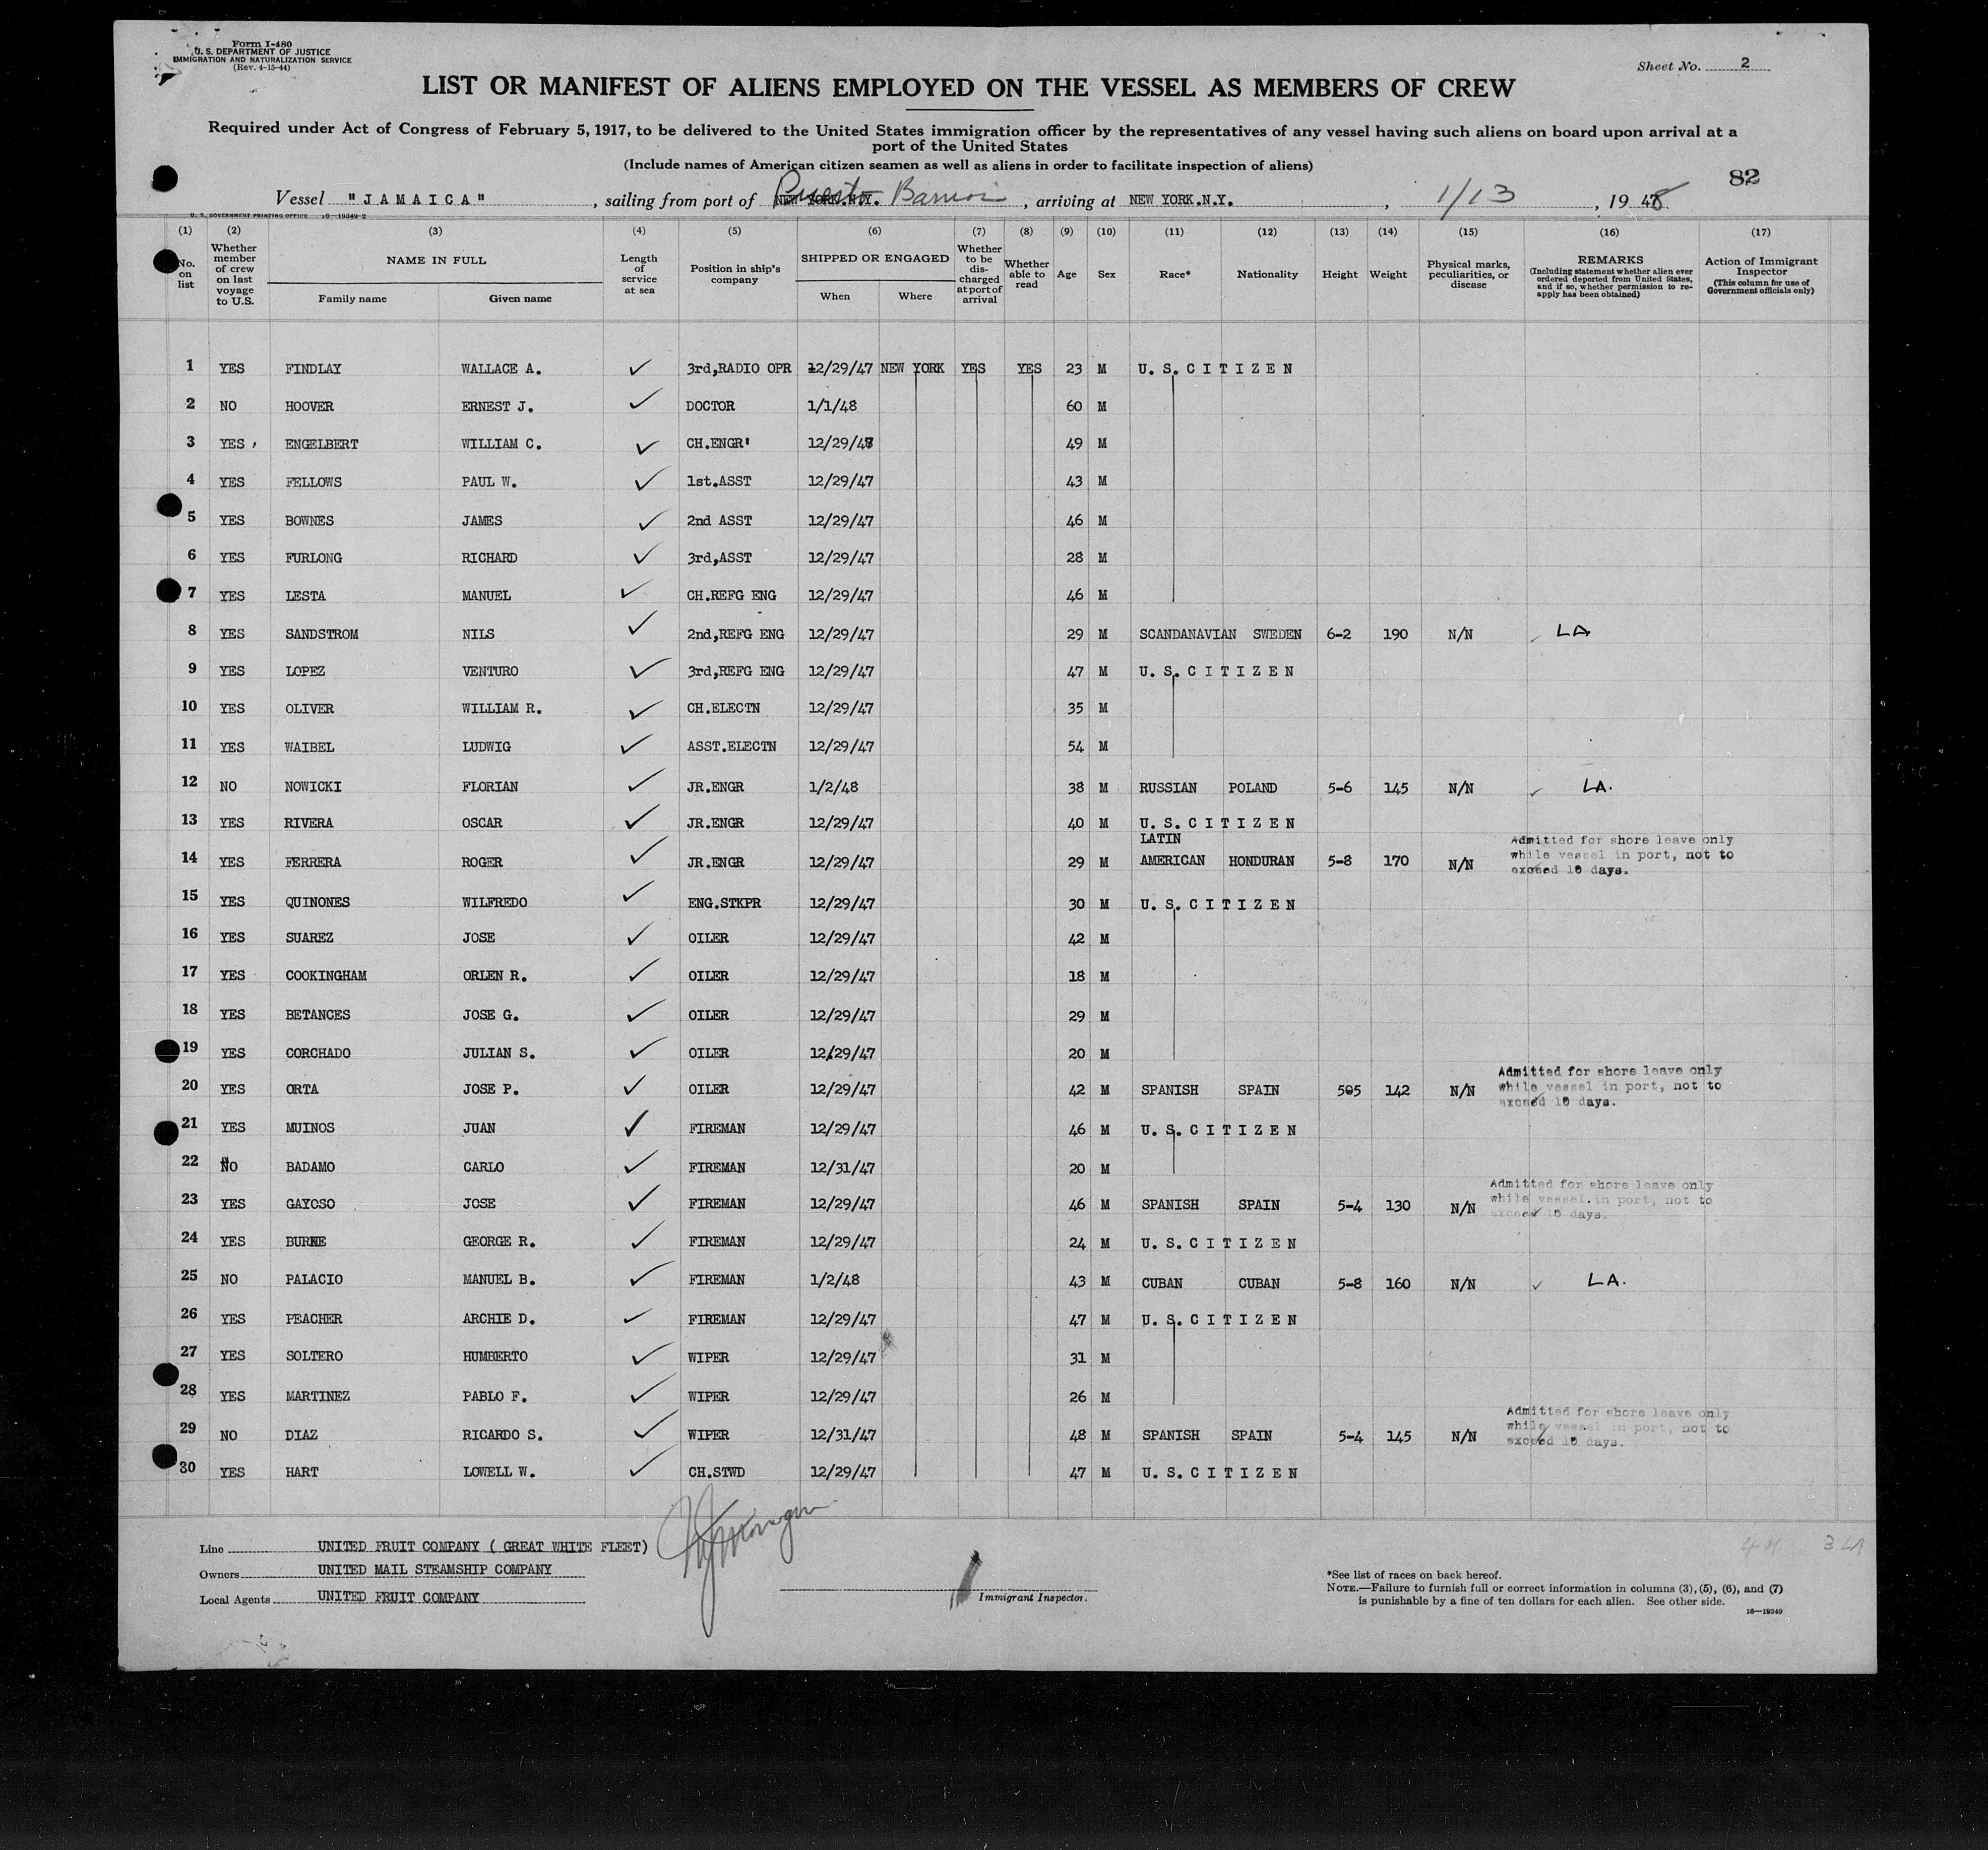 Form I-480
U. S. DEPARTMENT OF JUSTICE
IMMIGRATION AND NATURALIZATION SERVICE
(Rev. 4-15-44)
Sheet No. 2
LIST OR MANIFEST OF ALIENS EMPLOYED ON THE VESSEL AS MEMBERS OF CREW
Required under Act of Congress of February 5, 1917, to be delivered to the United States immigration officer by the representatives of any vessel having such aliens on board upon arrival at a
port of the United States
(Include names of American citizen seamen as well as aliens in order to facilitate inspection of aliens)
82
Vessel "JAMAICA", sailing from port of NEW YORK.N.Y. Puerto Barrios, arriving at NEW YORK.N.Y., 1/13, 1948
U. S. GOVERNMENT PRINTING OFFICE 16-19349-2
(1) (2) (3) (4) (5) (6) (7) (8) (9) (10) (11) (12) (13) (14) (15) (16) (17)
No. on list
Whether member of crew on last voyage to U.S.
NAME IN FULL
Family name Given name
Length of service at sea
Position in ship's company
SHIPPED OR ENGAGED
When Where
Whether to be discharged at port of arrival
Whether able to read
Age Sex Race* Nationality Height Weight
Physical marks, peculiarities, or disease
REMARKS
(Including statement whether alien ever ordered deported from United States, and if so, whether permission to reapply has been obtained)
Action of Immigrant Inspector
(This column for use of Government officials only)
1 YES FINDLAY WALLACE A. ✓ 3rd,RADIO OPR 12/29/47 NEW YORK YES YES 23 M U. S. C I T I Z E N
2 NO HOOVER ERNEST J. ✓ DOCTOR 1/1/48 60 M
3 YES, ENGELBERT WILLIAM C. ✓ CH.ENGR' 12/29/47 49 M
4 YES FELLOWS PAUL W. ✓ 1st.ASST 12/29/47 43 M
5 YES BOWNES JAMES ✓ 2nd ASST 12/29/47 46 M
6 YES FURLONG RICHARD ✓ 3rd,ASST 12/29/47 28 M
7 YES LESTA MANUEL ✓ CH.REFG ENG 12/29/47 46 M
8 YES SANDSTROM NILS ✓ 2nd,REFG ENG 12/29/47 29 M SCANDANAVIAN SWEDEN 6-2 190 N/N ✓ LA
9 YES LOPEZ VENTURO ✓ 3rd,REFG ENG 12/29/47 47 M U. S. C I T I Z E N
10 YES OLIVER WILLIAM R. ✓ CH.ELECTN 12/29/47 35 M
11 YES WAIBEL LUDWIG ✓ ASST.ELECTN 12/29/47 54 M
12 NO NOWICKI FLORIAN ✓ JR.ENGR 1/2/48 38 M RUSSIAN POLAND 5-6 145 N/N ✓ LA.
13 YES RIVERA OSCAR ✓ JR.ENGR 12/29/47 40 M U. S. C I T I Z E N
14 YES FERRERA ROGER ✓ JR.ENGR 12/29/47 29 M LATIN AMERICAN HONDURAN 5-8 170 N/N Admitted for shore leave only while vessel in port, not to exceed 10 days.
15 YES QUINONES WILFREDO ✓ ENG.STKPR 12/29/47 30 M U. S. C I T I Z E N
16 YES SUAREZ JOSE ✓ OILER 12/29/47 42 M
17 YES COOKINGHAM ORLEN R. ✓ OILER 12/29/47 18 M
18 YES BETANCES JOSE G. ✓ OILER 12/29/47 29 M
19 YES CORCHADO JULIAN S. ✓ OILER 12/29/47 20 M
20 YES ORTA JOSE P. ✓ OILER 12/29/47 42 M SPANISH SPAIN 505 142 N/N Admitted for shore leave only while vessel in port, not to exceed 10 days.
21 YES MUINOS JUAN ✓ FIREMAN 12/29/47 46 M U. S. C I T I Z E N
22 NO BADAMO CARLO ✓ FIREMAN 12/31/47 20 M
23 YES GAYOSO JOSE ✓ FIREMAN 12/29/47 46 M SPANISH SPAIN 5-4 130 N/N Admitted for shore leave only while vessel in port, not to exceed 10 days.
24 YES BURKE GEORGE R. ✓ FIREMAN 12/29/47 24 M U. S. C I T I Z E N
25 NO PALACIO MANUEL B. ✓ FIREMAN 1/2/48 43 M CUBAN CUBAN 5-8 160 N/N ✓ LA.
26 YES PEACHER ARCHIE D. ✓ FIREMAN 12/29/47 47 M U. S. C I T I Z E N
27 YES SOLTERO HUMBERTO ✓ WIPER 12/29/47 31 M
28 YES MARTINEZ PABLO F. ✓ WIPER 12/29/47 26 M
29 NO DIAZ RICARDO S. ✓ WIPER 12/31/47 48 M SPANISH SPAIN 5-4 145 N/N Admitted for shore leave only while vessel in port, not to exceed 10 days.
30 YES HART LOWELL W. ✓ CH.STWD 12/29/47 47 M U. S. C I T I Z E N
Line UNITED FRUIT COMPANY ( GREAT WHITE FLEET)
Owners UNITED MAIL STEAMSHIP COMPANY
Local Agents UNITED FRUIT COMPANY
Immigrant Inspector.
3 LA
*See list of races on back hereof.
NOTE.—Failure to furnish full or correct information in columns (3), (5), (6), and (7)
is punishable by a fine of ten dollars for each alien. See other side.
16—19349